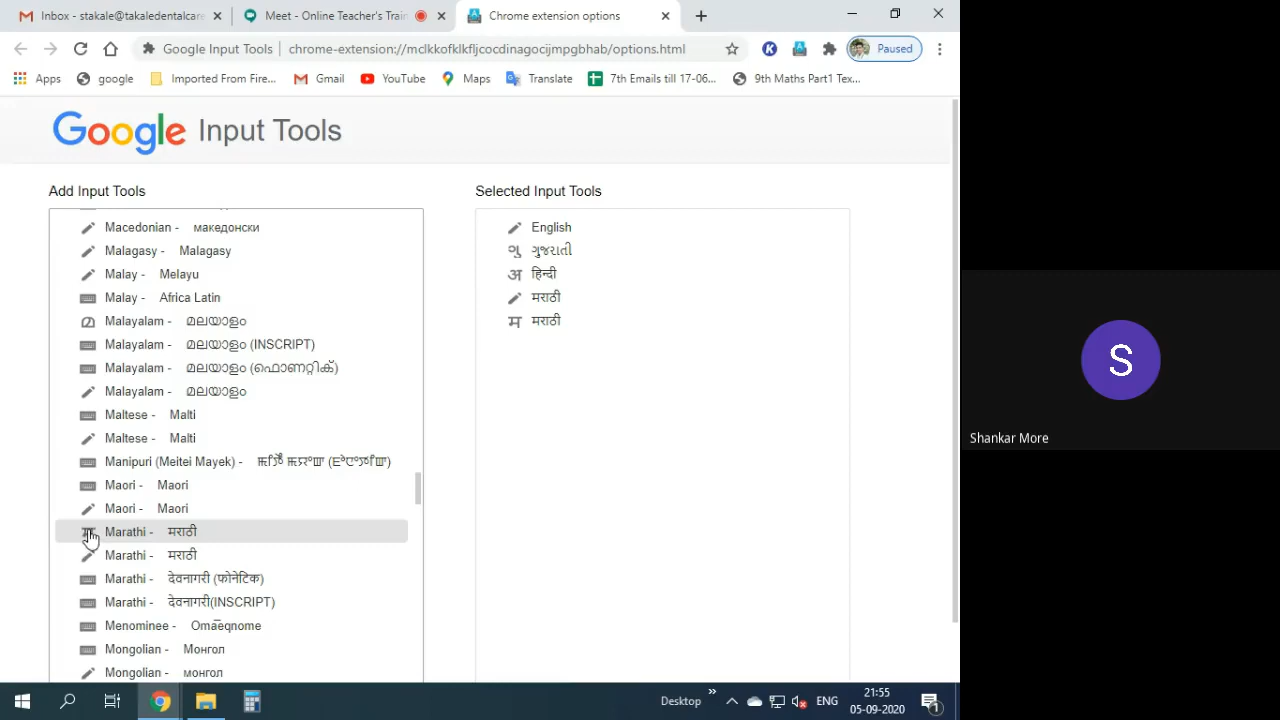 Inbox - stakale@takaledentalcare
Meet - Online Teacher's Train
Chrome extension options
Google Input Tools
chrome-extension://mclkkofklkfljcocdinagocijmpgbhab/options.html
Paused
Apps
google
Imported From Fire...
Gmail
YouTube
Maps
Translate
7th Emails till 17-06...
9th Maths Part1 Tex...
Google Input Tools
Add Input Tools
Macedonian - македонски
Malagasy - Malagasy
Malay - Melayu
Malay - Africa Latin
Malayalam - മലയാളം
Malayalam - മലയാളം (INSCRIPT)
Malayalam - മലയാളം (ഫൊണറ്റിക്)
Malayalam - മലയാളം
Maltese - Malti
Maltese - Malti
Manipuri (Meitei Mayek) -
Maori - Maori
Maori - Maori
Marathi - मराठी
Marathi - मराठी
Marathi - देवनागरी (फोनेटिक)
Marathi - देवनागरी(INSCRIPT)
Menominee - Omāēqnome
Mongolian - Монгол
Mongolian - монгол
Selected Input Tools
English
ગુ ગુજરાતી
अ हिन्दी
मराठी
म मराठी
S
Shankar More
Desktop
ENG
21:55
05-09-2020
1